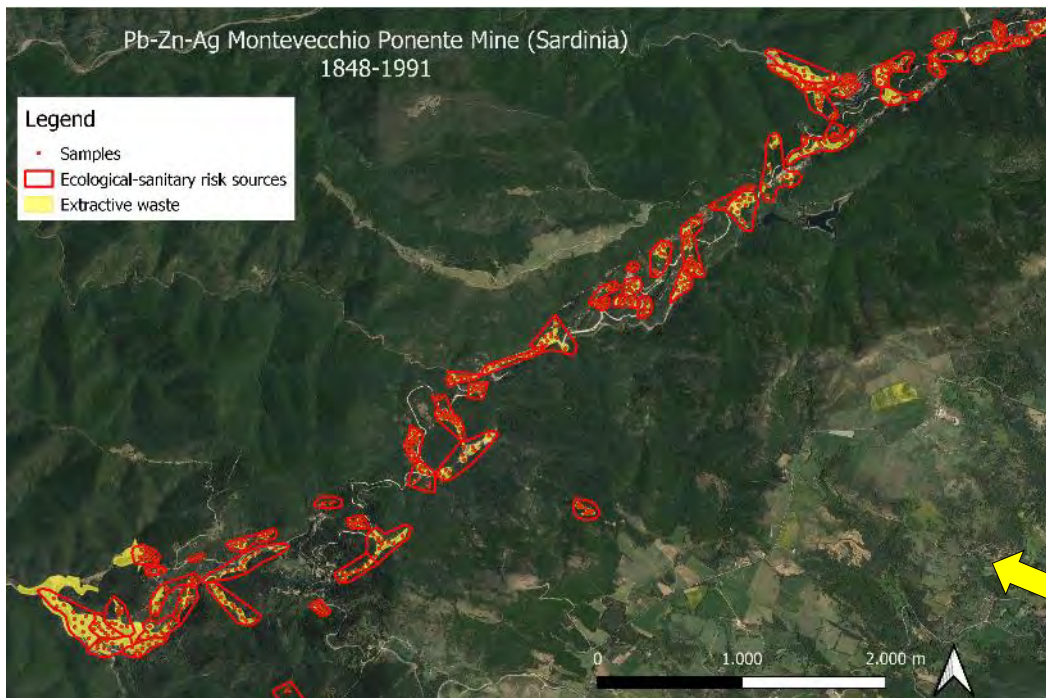 Pb-Zn-Ag Montevecchio Ponente Mine (Sardinia)
1848-1991
Legend
Samples
Ecological-sanitary risk sources
Extractive waste
0 1.000 2.000 m